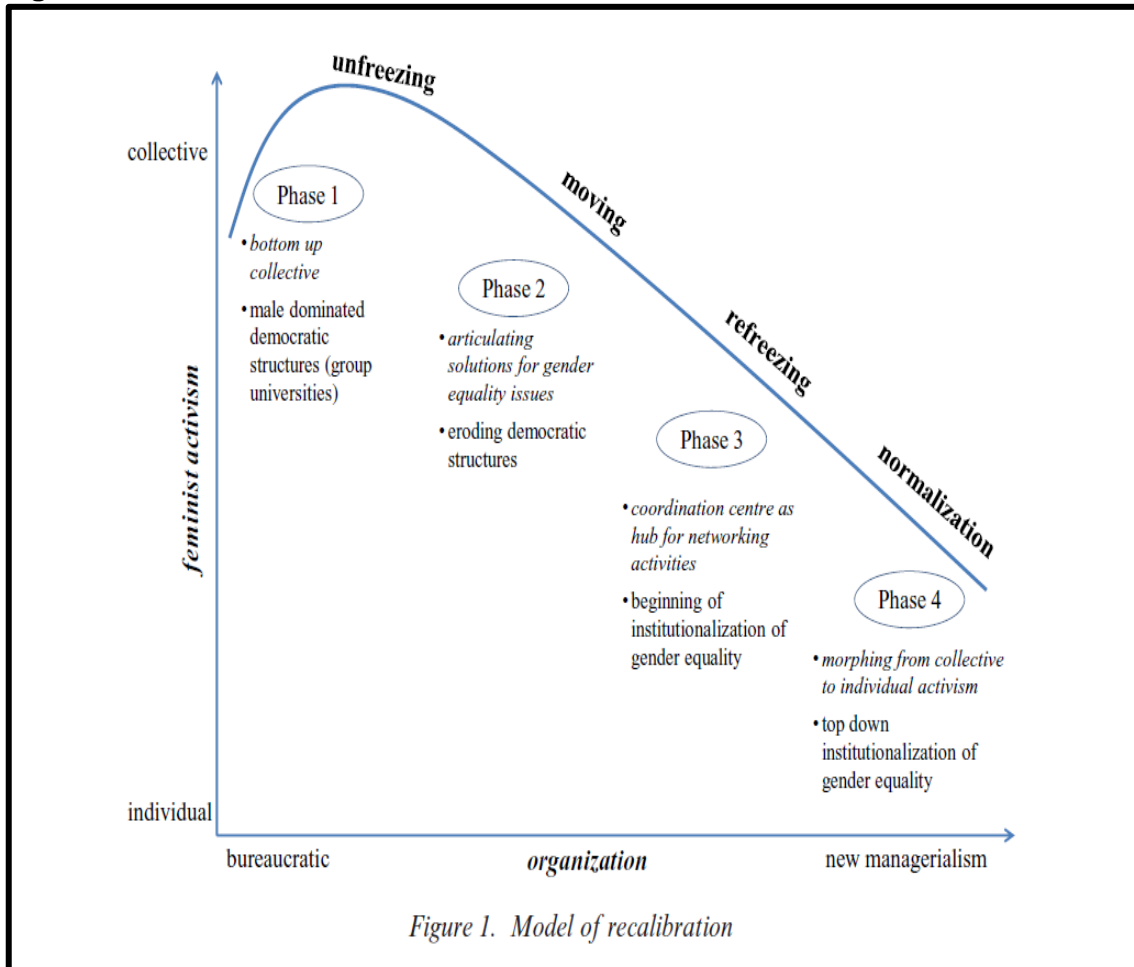 unfreezing
moving
refreezing
normalization
collective
feminist activism
individual
Phase 1
•bottom up
collective
•male dominated
democratic
structures (group
universities)
Phase 2
•articulating
solutions for gender
equality issues
•eroding democratic
structures
Phase 3
•coordination centre as
hub for networking
activities
•beginning of
institutionalization of
gender equality
Phase 4
•morphing from collective
to individual activism
•top down
institutionalization of
gender equality
bureaucratic
organization
new managerialism
Figure 1. Model of recalibration